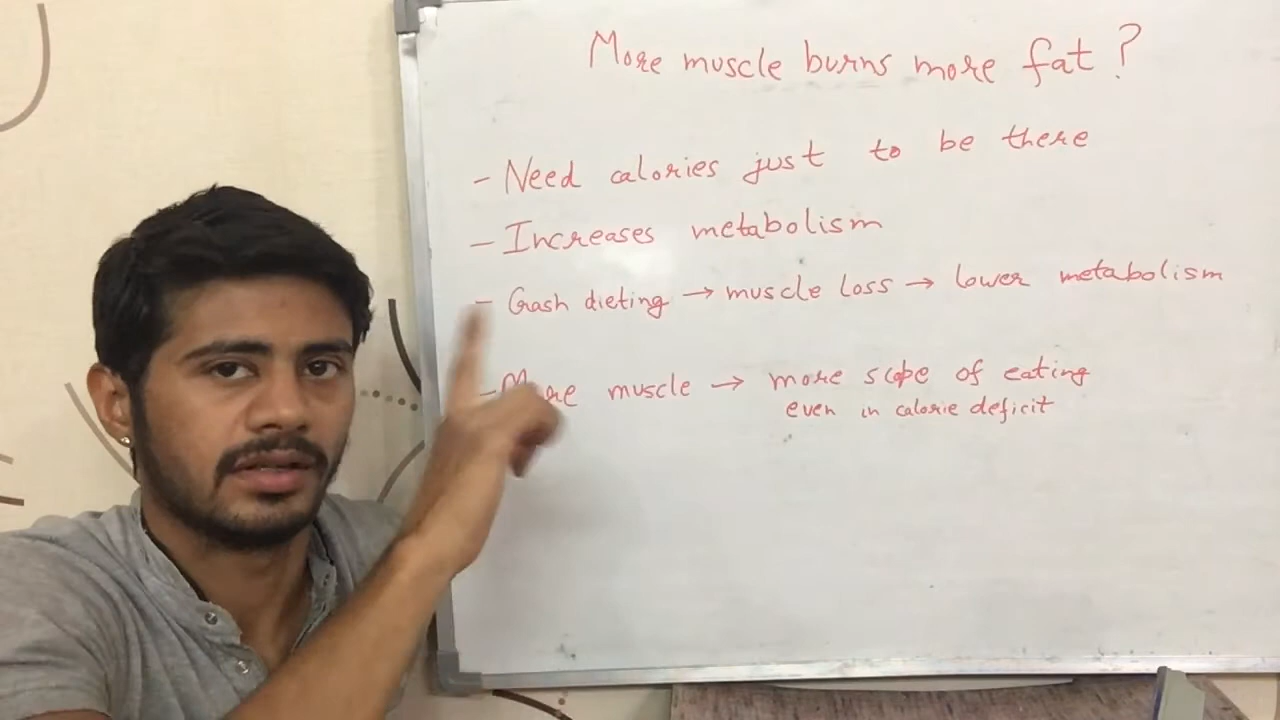 More muscle burns more fat?
- Need calories just to be there
- Increases metabolism
- Crash dieting → muscle loss → lower metabolism
- More muscle → more scope of eating
even in calorie deficit